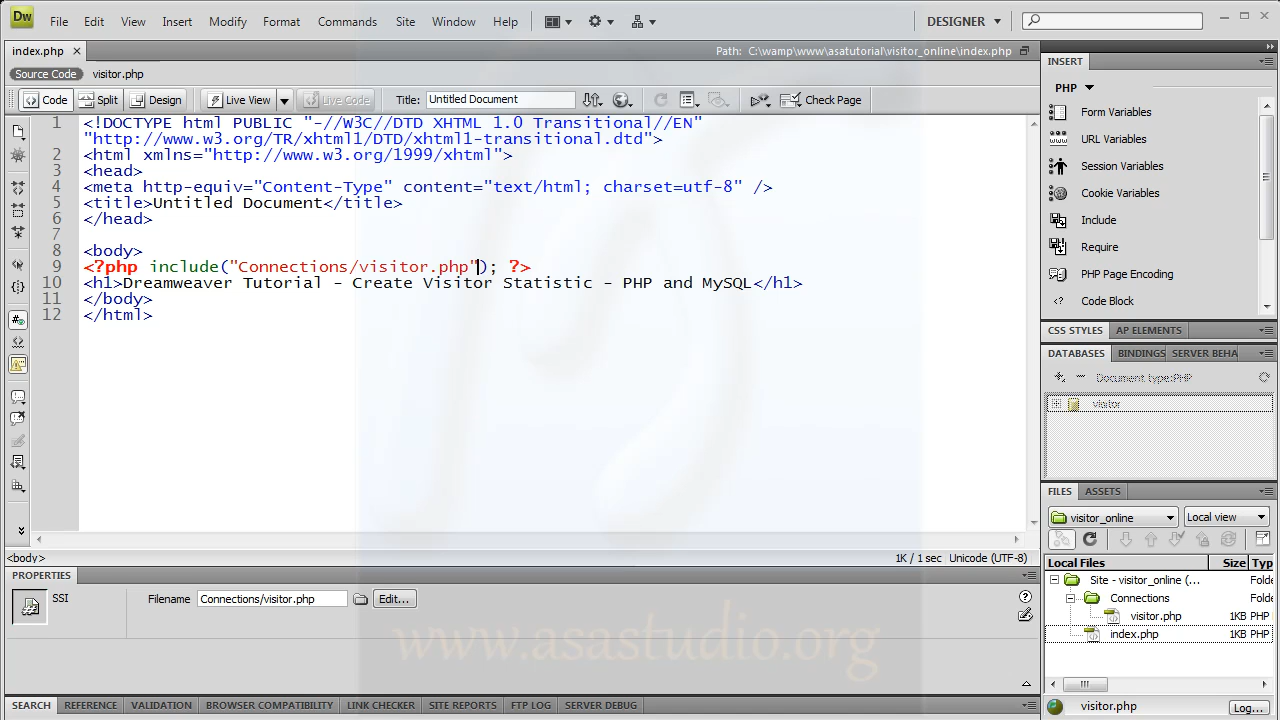 Dw File Edit View Insert Modify Format Commands Site Window Help DESIGNER
index.php Path: C:\wamp\www\asatutorial\visitor_online\index.php
Source Code visitor.php
Code Split Design Live View Live Code Title: Untitled Document Check Page
1 <!DOCTYPE html PUBLIC "-//W3C//DTD XHTML 1.0 Transitional//EN"
"http://www.w3.org/TR/xhtml1/DTD/xhtml1-transitional.dtd">
2 <html xmlns="http://www.w3.org/1999/xhtml">
3 <head>
4 <meta http-equiv="Content-Type" content="text/html; charset=utf-8" />
5 <title>Untitled Document</title>
6 </head>
7
8 <body>
9 <?php include("Connections/visitor.php"); ?>
10 <h1>Dreamweaver Tutorial - Create Visitor Statistic - PHP and MySQL</h1>
11 </body>
12 </html>
<body> 1K / 1 sec Unicode (UTF-8)
PROPERTIES
SSI Filename Connections/visitor.php Edit...
www.asastudio.org
SEARCH REFERENCE VALIDATION BROWSER COMPATIBILITY LINK CHECKER SITE REPORTS FTP LOG SERVER DEBUG
INSERT
PHP
Form Variables
URL Variables
Session Variables
Cookie Variables
Include
Require
PHP Page Encoding
Code Block
CSS STYLES AP ELEMENTS
DATABASES BINDINGS SERVER BEHA
Document type:PHP
visitor
FILES ASSETS
visitor_online Local view
Local Files Size Typ
Site - visitor_online (... Folde
Connections Folde
visitor.php 1KB PHP
index.php 1KB PHP
visitor.php Log...